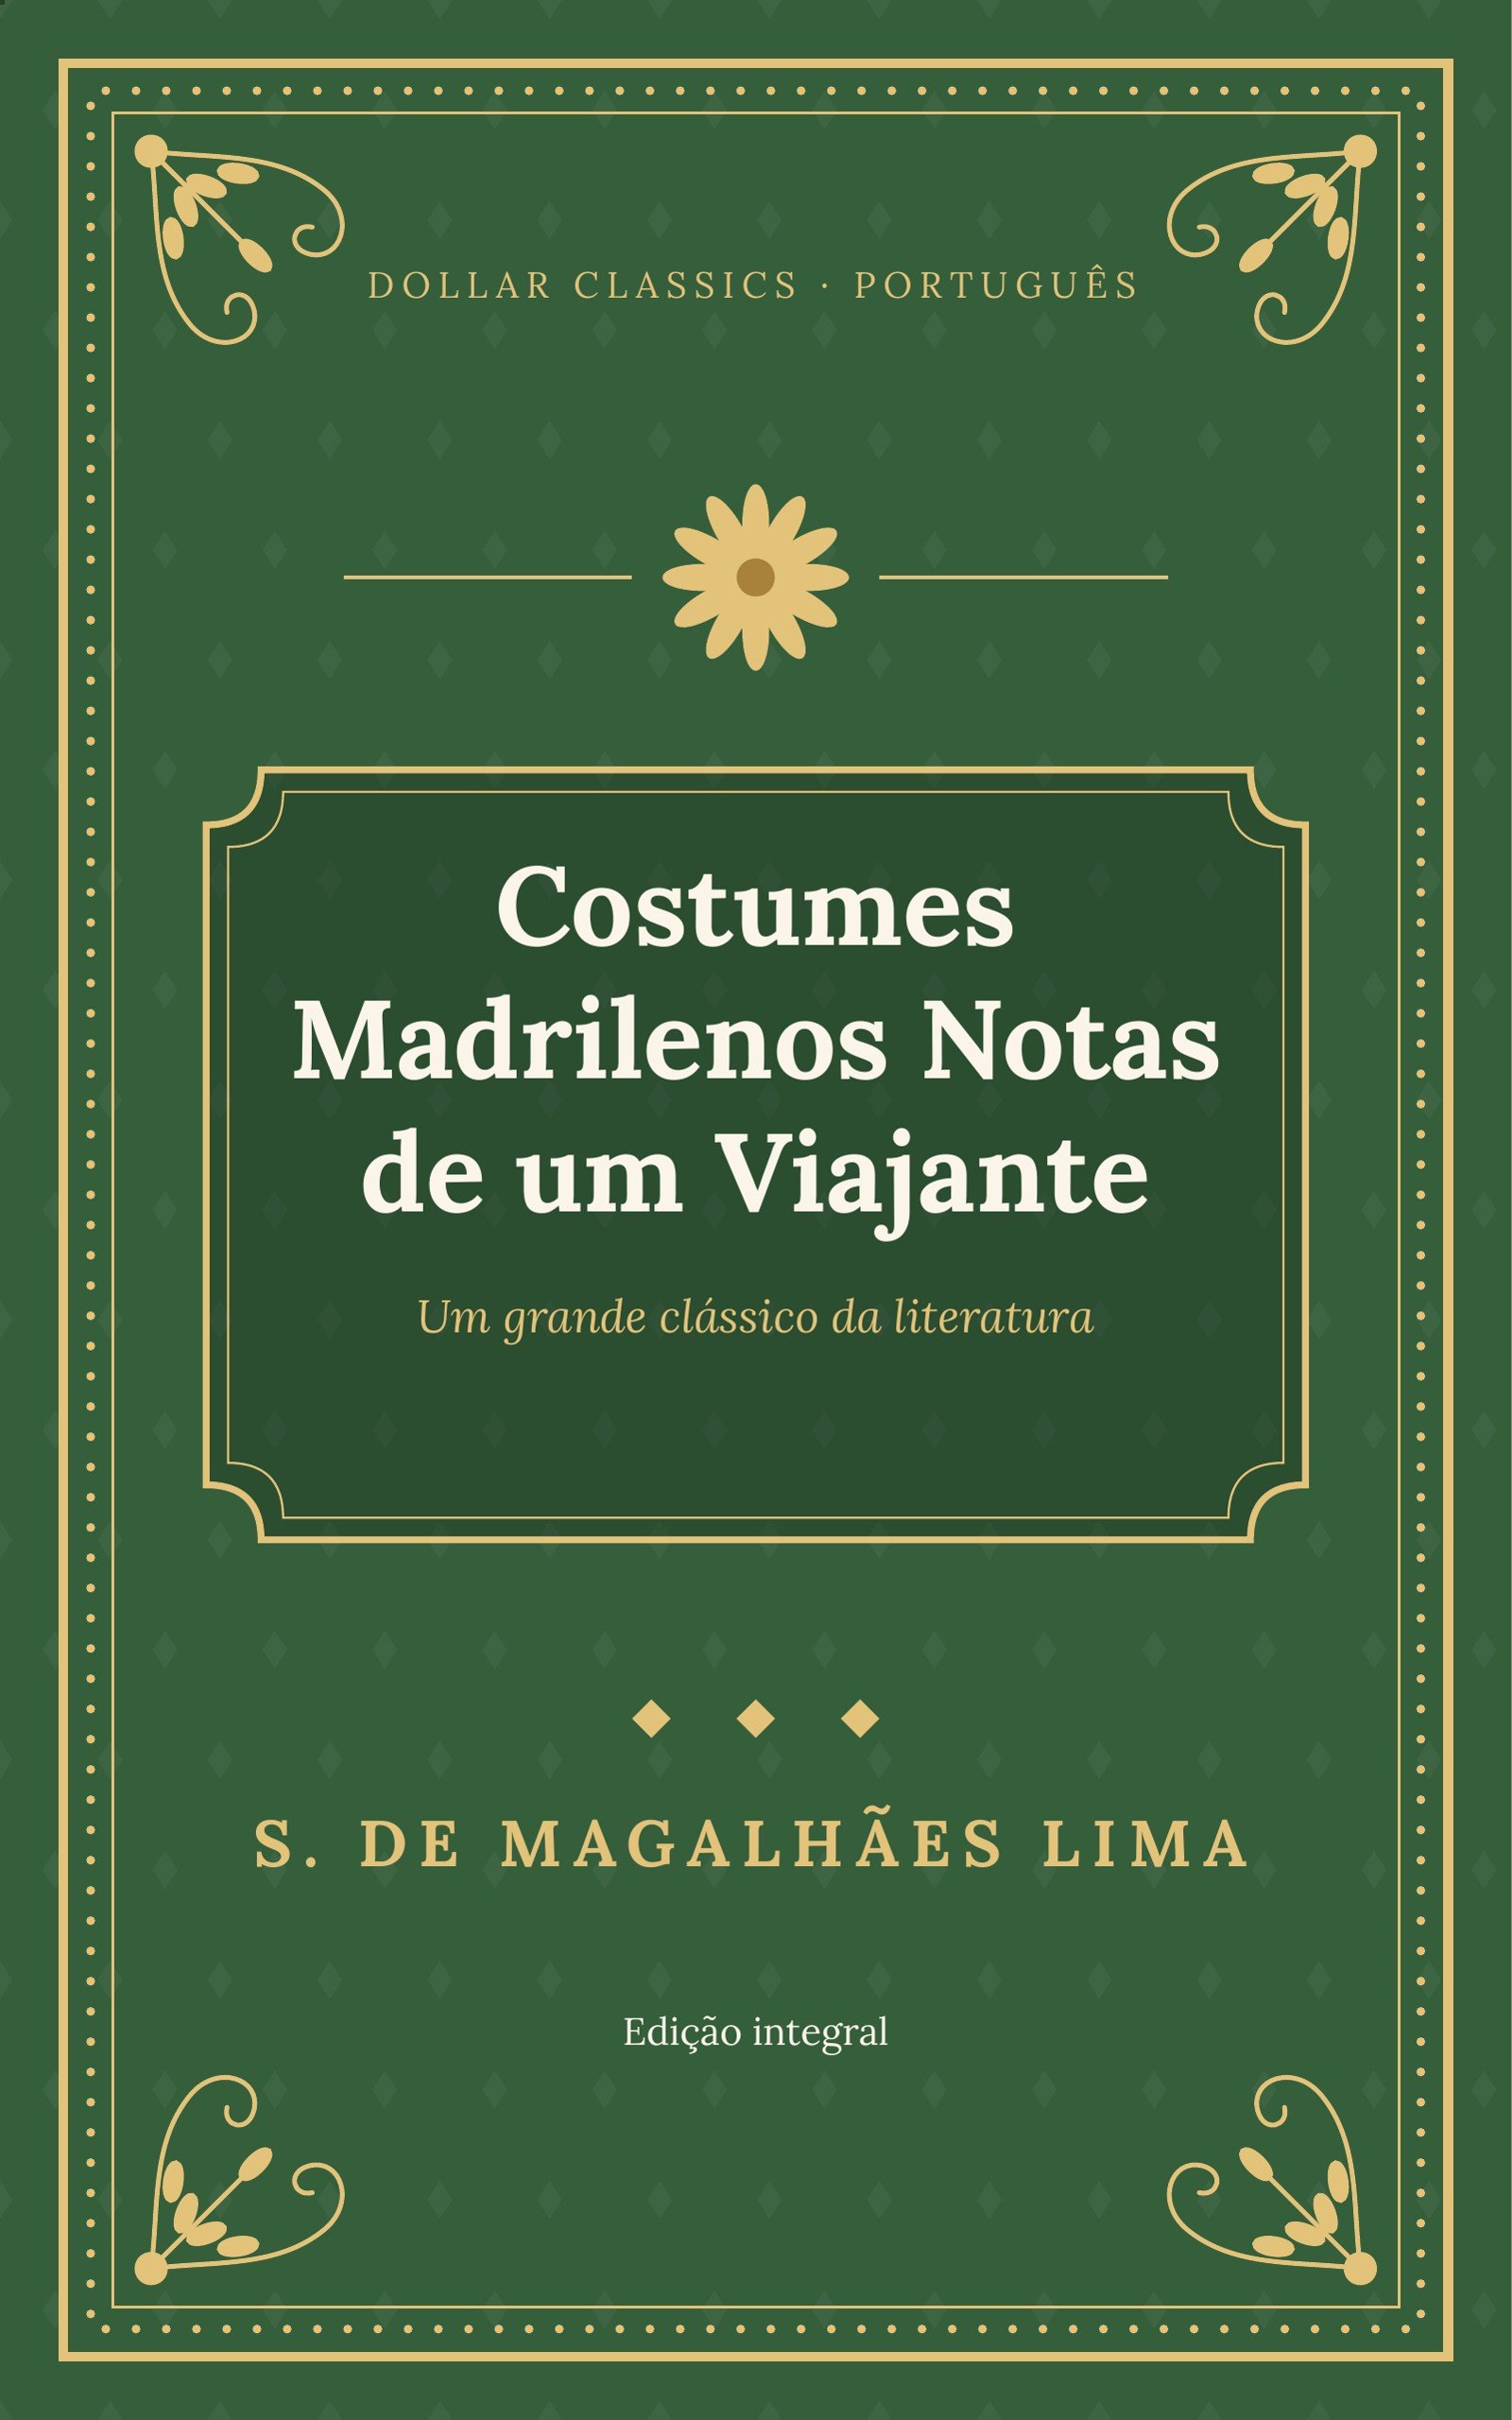 DOLLAR CLASSICS · PORTUGUÊS
Costumes
Madrilenos Notas
de um Viajante
Um grande clássico da literatura
S. DE MAGALHÃES LIMA
Edição integral